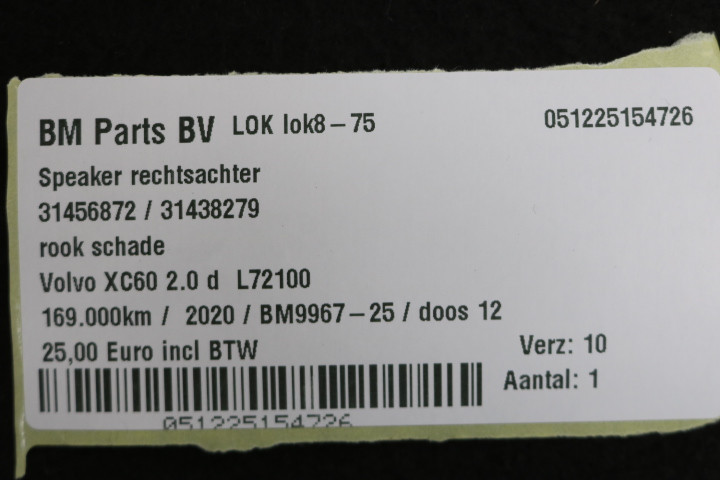 BM Parts BV LOK lok8-75 051225154726
Speaker rechtsachter
31456872 / 31438279
rook schade
Volvo XC60 2.0 d L72100
169.000km / 2020 / BM9967-25 / doos 12
25,00 Euro incl BTW Verz: 10
Aantal: 1
051225154726